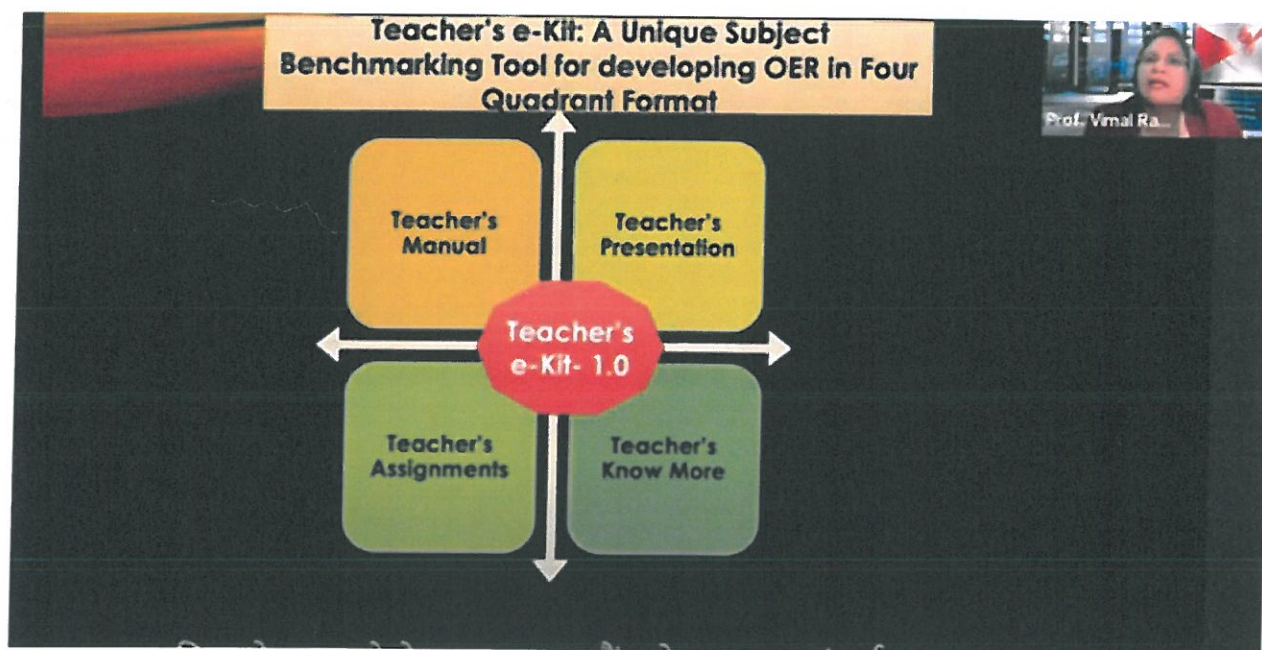 Teacher's e-Kit: A Unique Subject
Benchmarking Tool for developing OER in Four
Quadrant Format
Prof. Vimal Ra...
Teacher's
Manual
Teacher's
Presentation
Teacher's
e-Kit- 1.0
Teacher's
Assignments
Teacher's
Know More